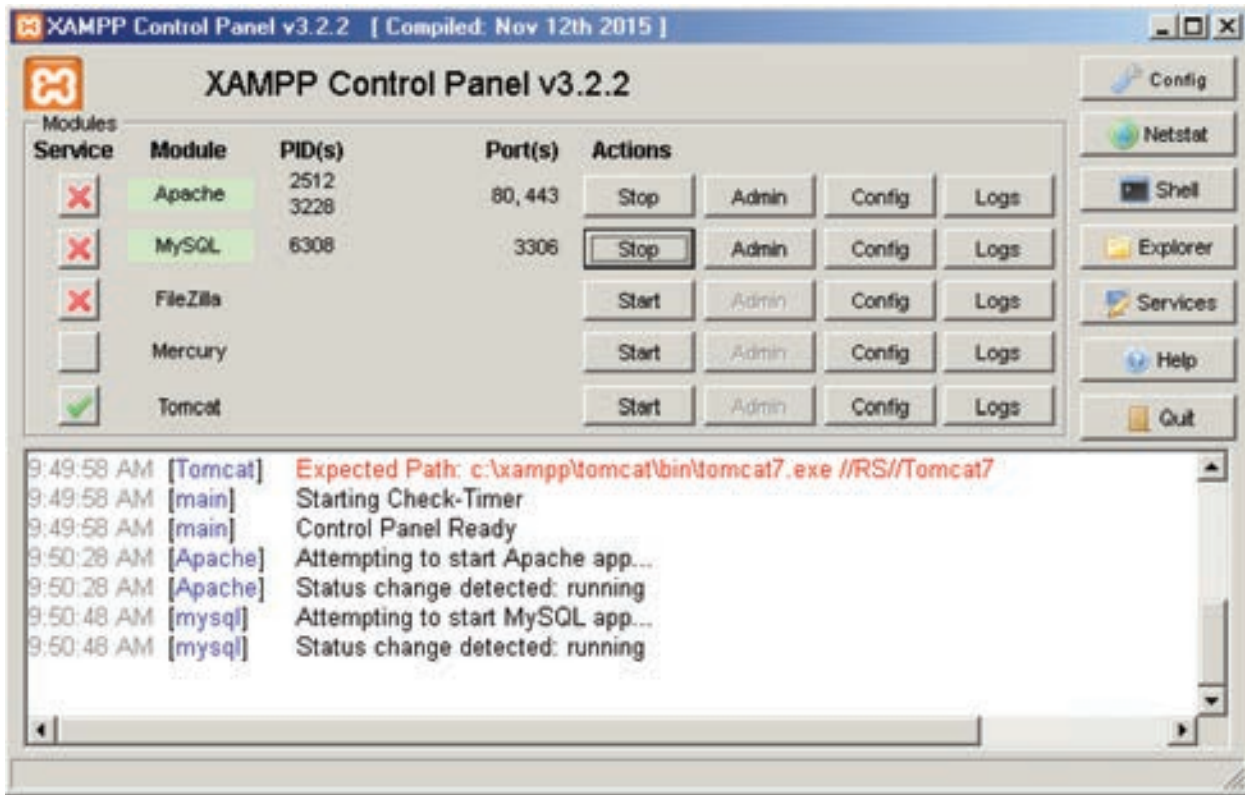 XAMPP Control Panel v3.2.2 [ Compiled: Nov 12th 2015 ]
XAMPP Control Panel v3.2.2
Modules
Service Module PID(s) Port(s) Actions
Apache 2512 3228 80, 443 Stop Admin Config Logs
MySQL 6308 3306 Stop Admin Config Logs
FileZilla Start Admin Config Logs
Mercury Start Admin Config Logs
Tomcat Start Admin Config Logs
Config
Netstat
Shell
Explorer
Services
Help
Quit
9:49:58 AM [Tomcat] Expected Path: c:\xampp\tomcat\bin\tomcat7.exe //RS//Tomcat7
9:49:58 AM [main] Starting Check-Timer
9:49:58 AM [main] Control Panel Ready
9:50:28 AM [Apache] Attempting to start Apache app...
9:50:28 AM [Apache] Status change detected: running
9:50:48 AM [mysql] Attempting to start MySQL app...
9:50:48 AM [mysql] Status change detected: running